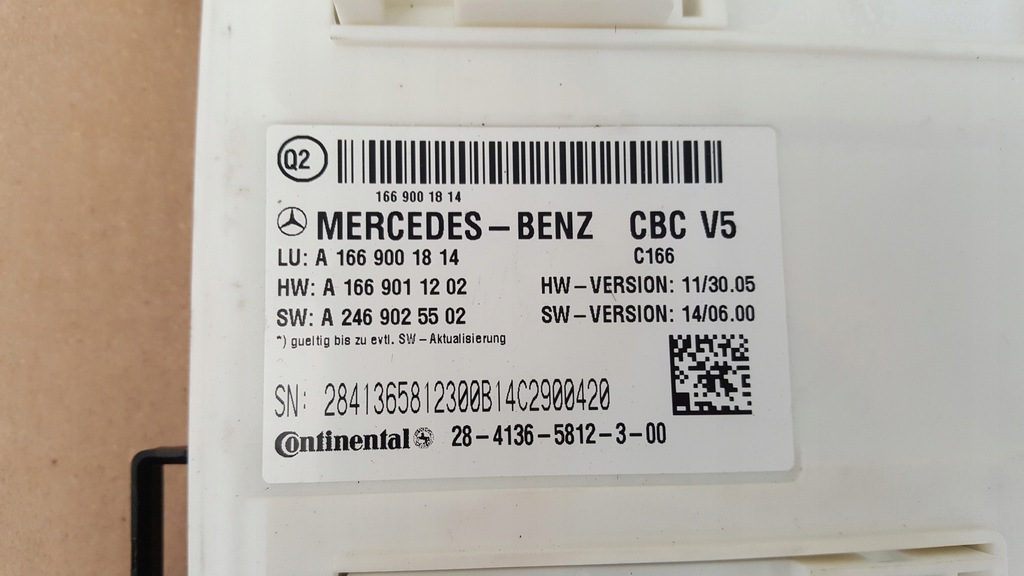 Q2
166 900 18 14
MERCEDES-BENZ CBC V5
LU: A 166 900 18 14 C166
HW: A 166 901 12 02 HW-VERSION: 11/30.05
SW: A 246 902 55 02 SW-VERSION: 14/06.00
*) gueltig bis zu evtl. SW-Aktualisierung
SN: 2841365812300B14C2900420
Continental 28-4136-5812-3-00